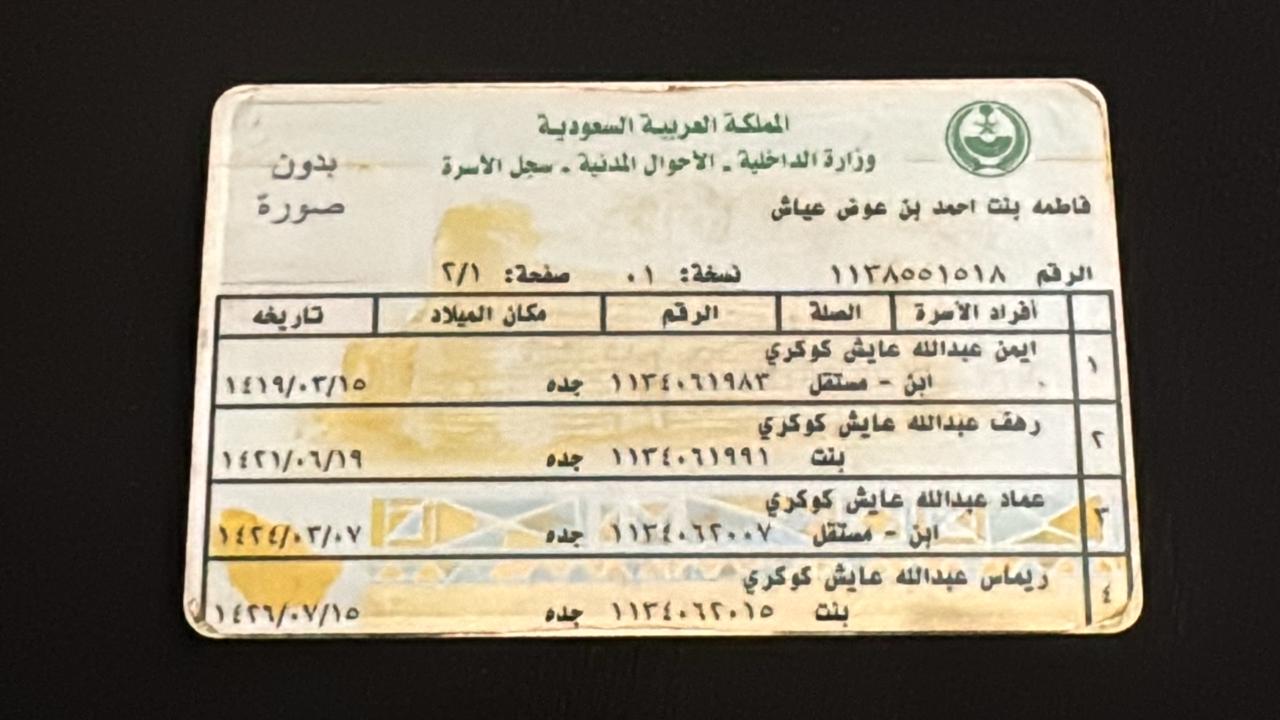 المملكة العربية السعودية
وزارة الداخلية - الأحوال المدنية - سجل الأسرة
بدون
صورة
فاطمه بنت احمد بن عوض عياش
الرقم ١١٣٨٥٥١٥١٨ نسخة: ٠١ صفحة: ٢/١
أفراد الأسرة الصلة الرقم مكان الميلاد تاريخه
١ ايمن عبدالله عايش كوكري
ابن - مستقل ١١٣٤٠٦١٩٨٣ جده ١٤١٩/٠٣/١٥
٢ رهف عبدالله عايش كوكري
بنت ١١٣٤٠٦١٩٩١ جده ١٤٢١/٠٦/١٩
٣ عماد عبدالله عايش كوكري
ابن - مستقل ١١٣٤٠٦٢٠٠٧ جده ١٤٢٤/٠٣/٠٧
٤ ريماس عبدالله عايش كوكري
بنت ١١٣٤٠٦٢٠١٥ جده ١٤٢٦/٠٧/١٥